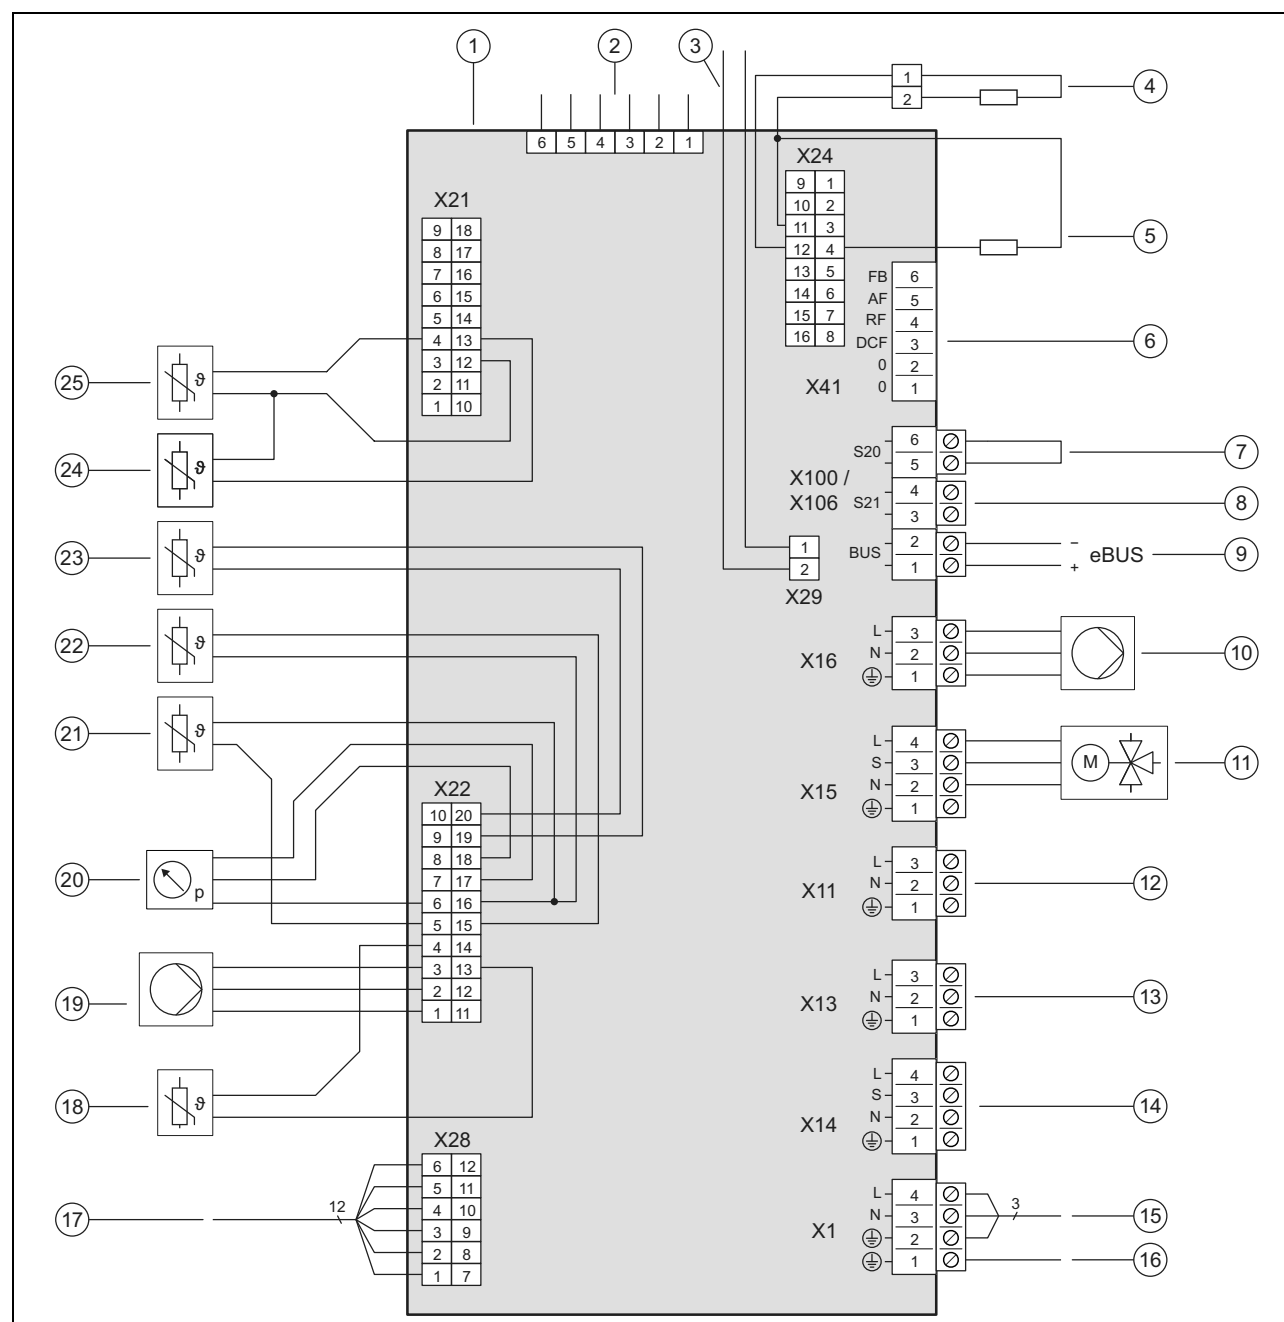 1 2 3
1 4
2
6 5 4 3 2 1
X24
9 1
10 2
11 3
12 4
13 5
14 6
15 7
16 8
5
X21
9 18
8 17
7 16
6 15
5 14
4 13
3 12
2 11
1 10
FB 6
AF 5
RF 4
DCF 3
0 2
0 1
X41
6
25 ϑ
24 ϑ
X100 /
X106
S20 6
5
7
S21 4
3
8
BUS 2
1
− eBUS
+
9
1
2
X29
23 ϑ
22 ϑ
21 ϑ
X16
L 3
N 2
1
10
X15
L 4
S 3
N 2
1
M
11
X22
10 20
9 19
8 18
7 17
6 16
5 15
4 14
3 13
2 12
1 11
20 p
19
18 ϑ
X11
L 3
N 2
1
12
X13
L 3
N 2
1
13
X14
L 4
S 3
N 2
1
14
X28
6 12
5 11
4 10
3 9
2 8
1 7
17 12
X1
L 4
N 3
2
1
3 15
16